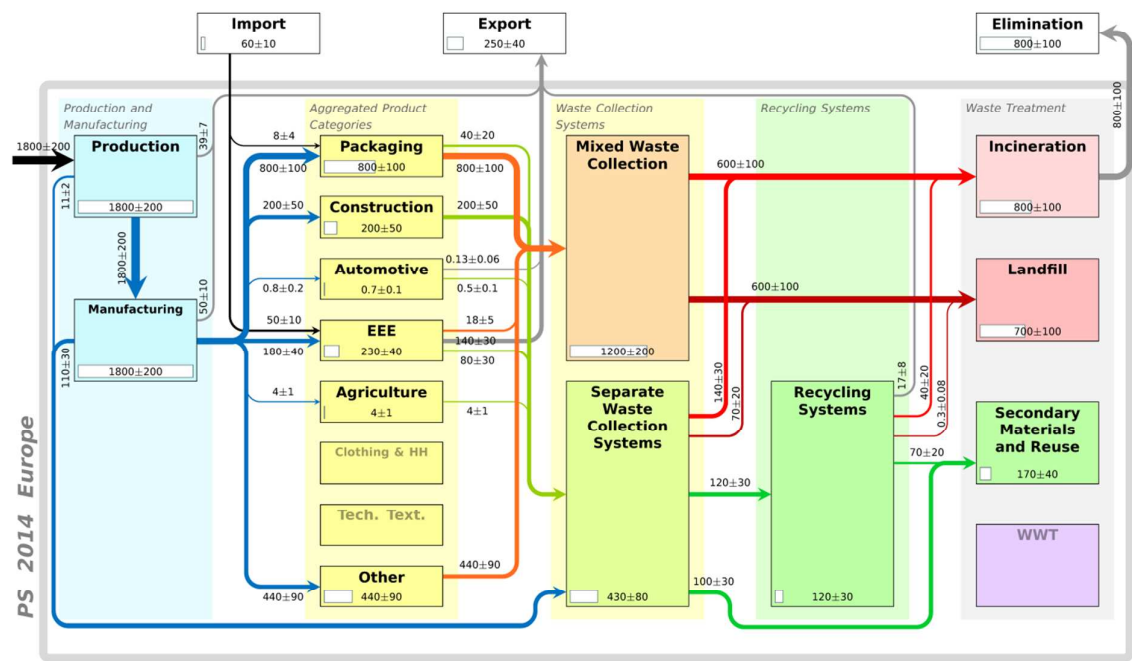 Import
60±10
Export
250±40
Elimination
800±100
Production and
Manufacturing
Aggregated Product
Categories
Waste Collection
Systems
Recycling Systems
Waste Treatment
1800±200
Production
1800±200
39±7
11±2
1800±200
Manufacturing
1800±200
50±10
110±30
8±4
800±100
Packaging
800±100
40±20
800±100
200±50
Construction
200±50
200±50
0.8±0.2
Automotive
0.7±0.1
0.13±0.06
0.5±0.1
50±10
180±40
EEE
230±40
18±5
140±30
80±30
4±1
Agriculture
4±1
4±1
Clothing & HH
Tech. Text.
440±90
Other
440±90
440±90
Mixed Waste
Collection
1200±200
600±100
600±100
Separate
Waste
Collection
Systems
430±80
140±30
70±20
120±30
100±30
Recycling
Systems
120±30
17±8
40±20
0.3±0.08
70±20
Incineration
800±100
800±100
Landfill
700±100
Secondary
Materials
and Reuse
170±40
WWT
PS 2014 Europe